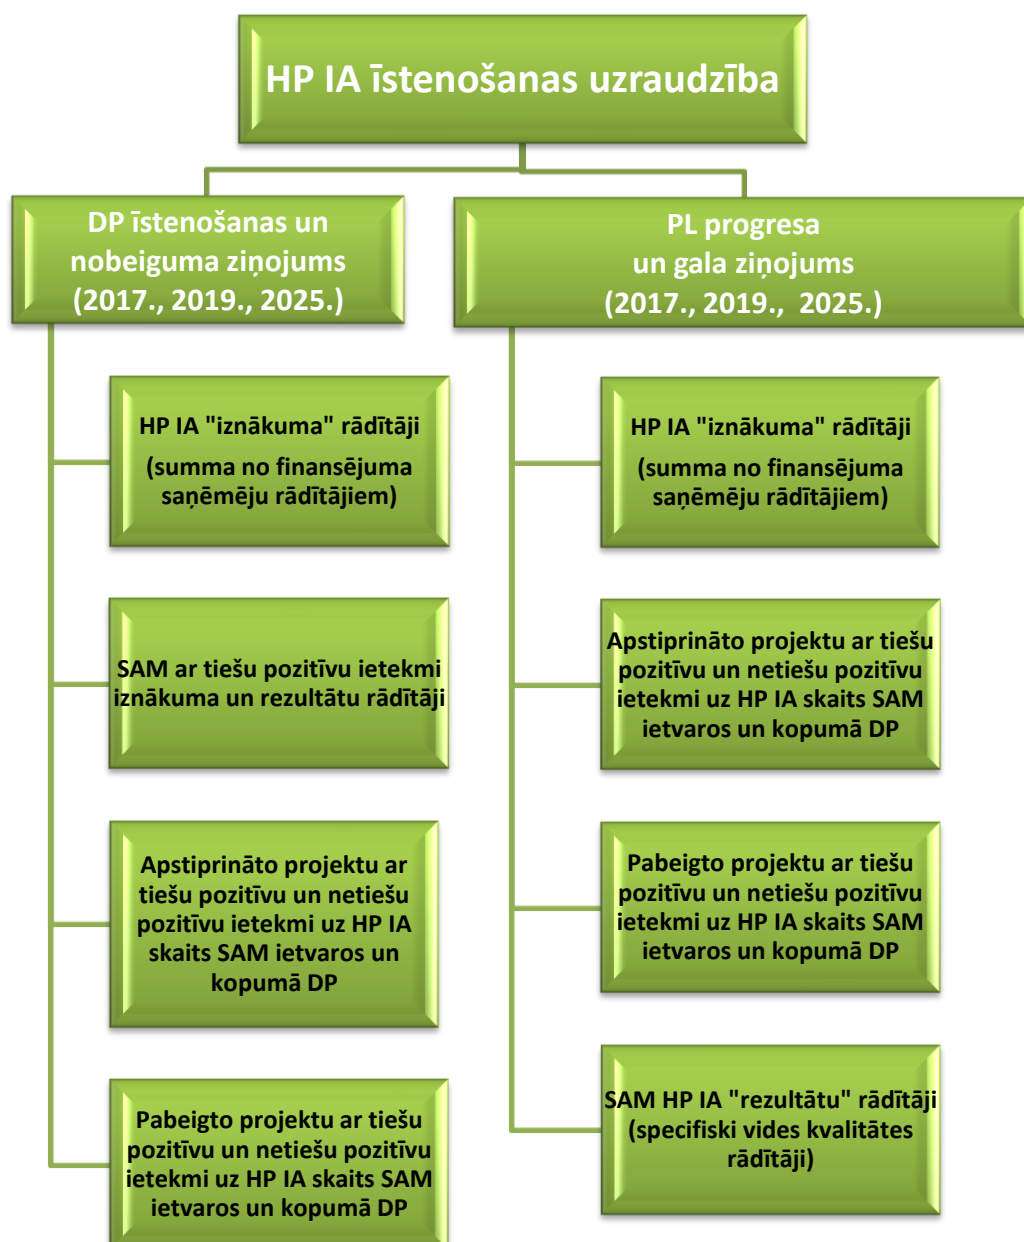 HP IA īstenošanas uzraudzība
DP īstenošanas un
nobeiguma ziņojums
(2017., 2019., 2025.)
HP IA "iznākuma" rādītāji
(summa no finansējuma
saņēmēju rādītājiem)
SAM ar tiešu pozitīvu ietekmi
iznākuma un rezultātu rādītāji
Apstiprināto projektu ar
tiešu pozitīvu un netiešu
pozitīvu ietekmi uz HP IA
skaits SAM ietvaros un
kopumā DP
Pabeigto projektu ar tiešu
pozitīvu un netiešu pozitīvu
ietekmi uz HP IA skaits SAM
ietvaros un kopumā DP
PL progresa
un gala ziņojums
(2017., 2019.,  2025.)
HP IA "iznākuma" rādītāji
(summa no finansējuma
saņēmēju rādītājiem)
Apstiprināto projektu ar tiešu
pozitīvu un netiešu pozitīvu
ietekmi uz HP IA skaits SAM
ietvaros un kopumā DP
Pabeigto projektu ar tiešu
pozitīvu un netiešu pozitīvu
ietekmi uz HP IA skaits SAM
ietvaros un kopumā DP
SAM HP IA "rezultātu" rādītāji
(specifiski vides kvalitātes
rādītāji)